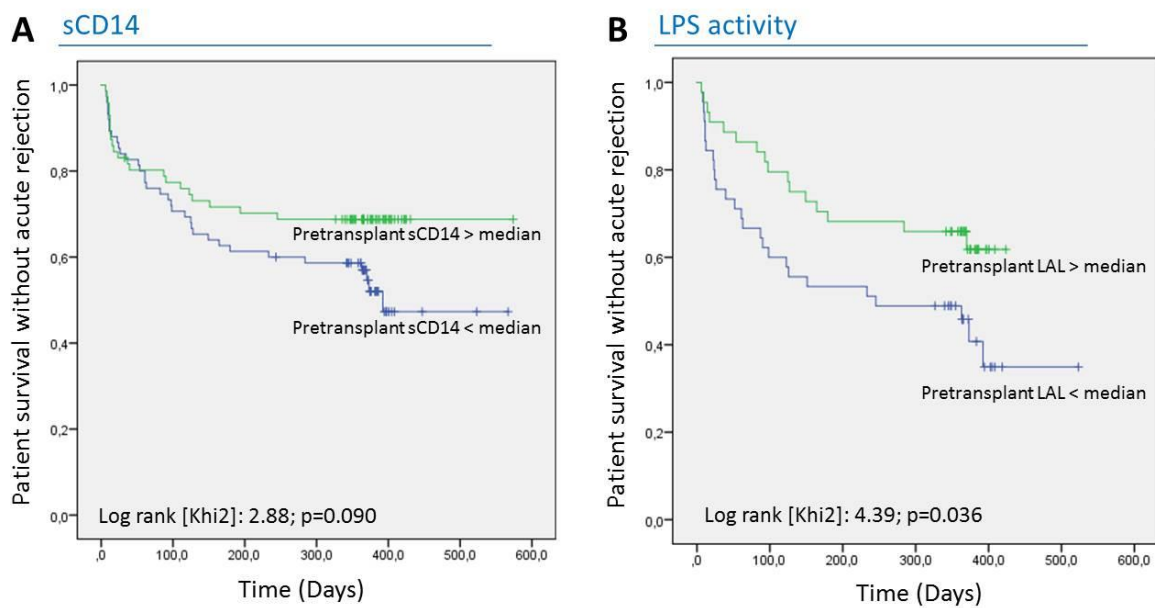 A sCD14
Patient survival without acute rejection
1,0
0,8
0,6
0,4
0,2
0,0
Pretransplant sCD14 > median
Pretransplant sCD14 < median
Log rank [Khi2]: 2.88; p=0.090
,0 100,0 200,0 300,0 400,0 500,0 600,0
Time (Days)
B LPS activity
Patient survival without acute rejection
1,0
0,8
0,6
0,4
0,2
0,0
Pretransplant LAL > median
Pretransplant LAL < median
Log rank [Khi2]: 4.39; p=0.036
,0 100,0 200,0 300,0 400,0 500,0 600,0
Time (Days)